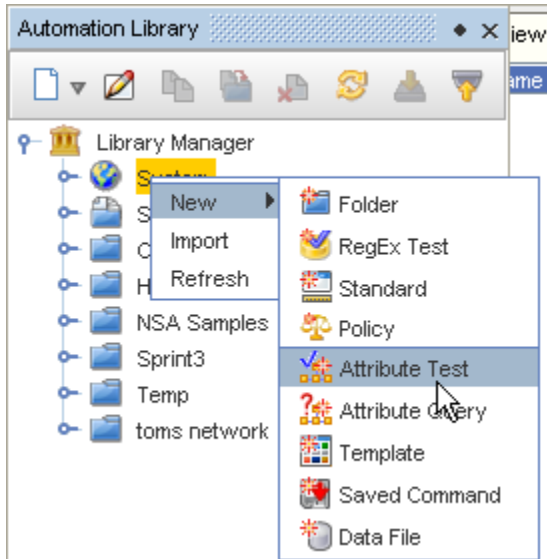 Automation Library
iew
ame
Library Manager
System
S
C
H
NSA Samples
Sprint3
Temp
toms network
New
Import
Refresh
Folder
RegEx Test
Standard
Policy
Attribute Test
Attribute Query
Template
Saved Command
Data File